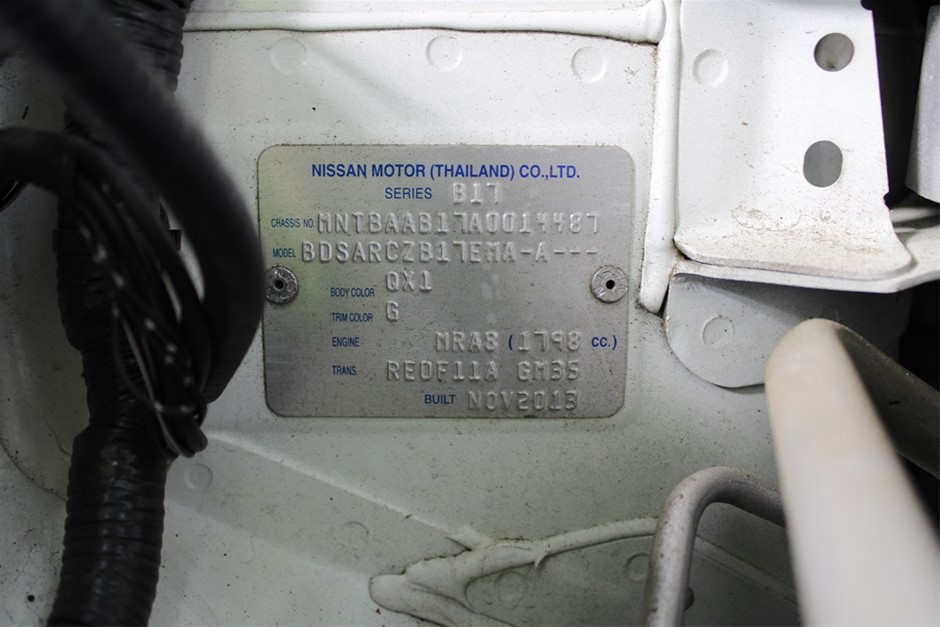 NISSAN MOTOR (THAILAND) CO.,LTD.
SERIES B17
CHASSIS NO MNTBAAB17A0014487
MODEL BDSARCZB17EMA-A---
BODY COLOR QX1
TRIM COLOR G
ENGINE MRA8 (1798 CC.)
TRANS. RE0F11A GM35
BUILT NOV2013